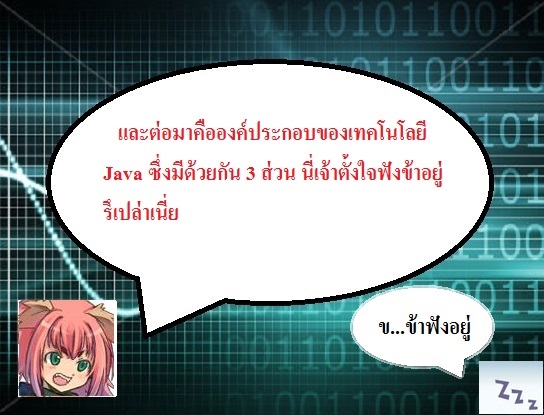 และต่อมาคือองค์ประกอบของเทคโนโลยี
Java ซึ่งมีด้วยกัน 3 ส่วน นี่เจ้าตั้งใจฟังข้าอยู่
รึเปล่าเนี่ย
ข...ข้าฟังอยู่
Zzz